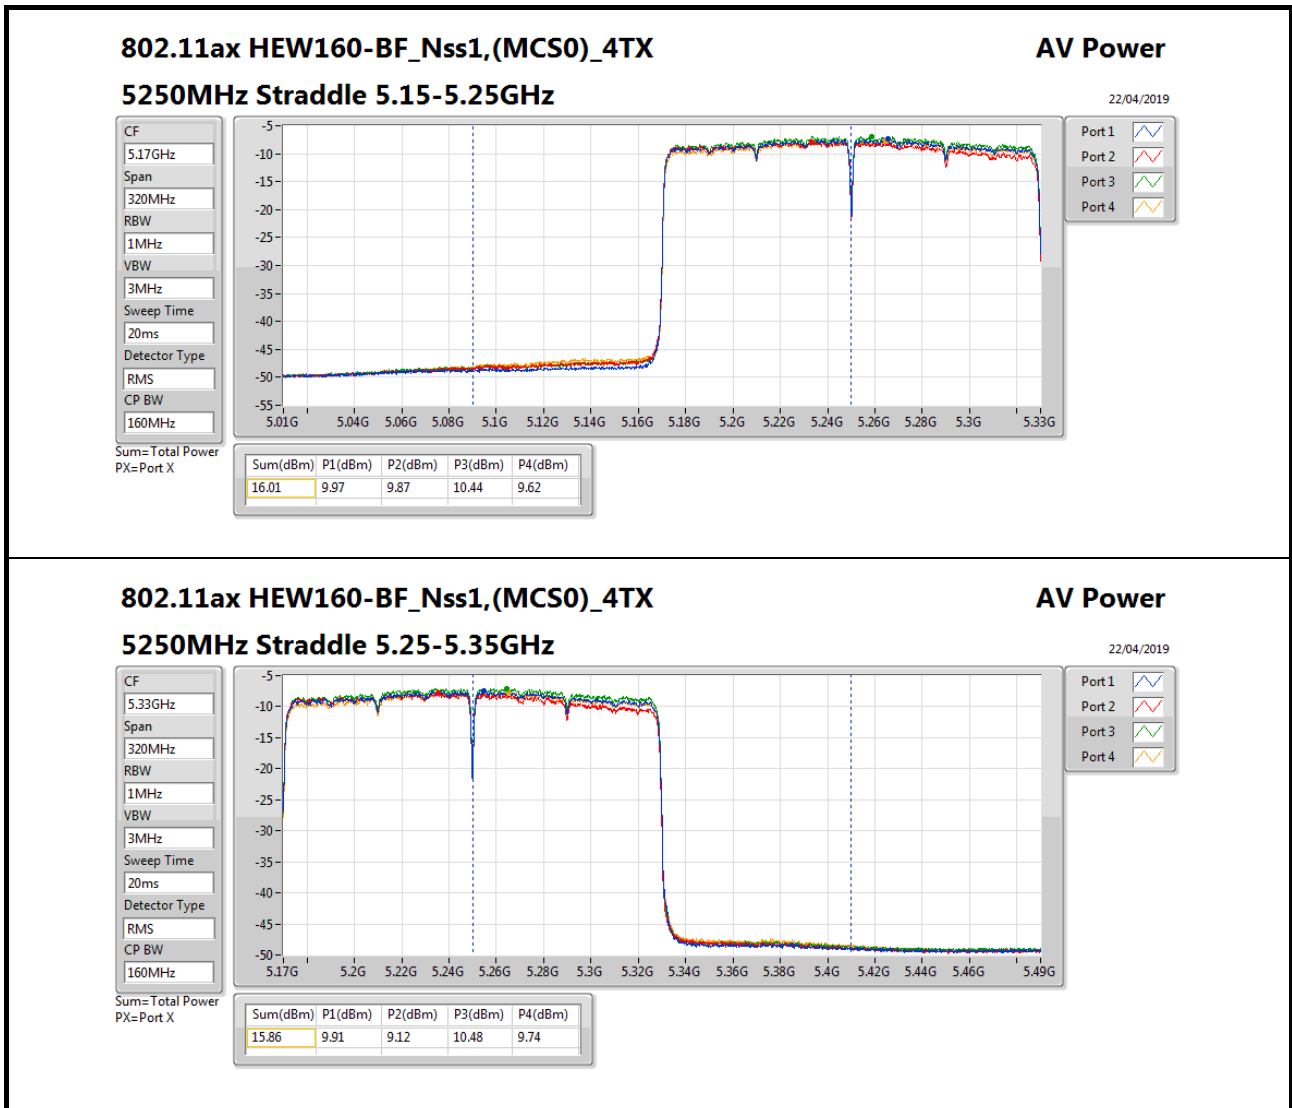 802.11ax HEW160-BF_Nss1,(MCS0)_4TX
AV Power
5250MHz Straddle 5.15-5.25GHz
22/04/2019
CF
5.17GHz
Span
320MHz
RBW
1MHz
VBW
3MHz
Sweep Time
20ms
Detector Type
RMS
CP BW
160MHz
Sum=Total Power
PX=Port X
-5
-10
-15
-20
-25
-30
-35
-40
-45
-50
-55
5.01G 5.04G 5.06G 5.08G 5.1G 5.12G 5.14G 5.16G 5.18G 5.2G 5.22G 5.24G 5.26G 5.28G 5.3G 5.33G
Port 1
Port 2
Port 3
Port 4
Sum(dBm) P1(dBm) P2(dBm) P3(dBm) P4(dBm)
16.01 9.97 9.87 10.44 9.62
802.11ax HEW160-BF_Nss1,(MCS0)_4TX
AV Power
5250MHz Straddle 5.25-5.35GHz
22/04/2019
CF
5.33GHz
Span
320MHz
RBW
1MHz
VBW
3MHz
Sweep Time
20ms
Detector Type
RMS
CP BW
160MHz
Sum=Total Power
PX=Port X
-5
-10
-15
-20
-25
-30
-35
-40
-45
-50
5.17G 5.2G 5.22G 5.24G 5.26G 5.28G 5.3G 5.32G 5.34G 5.36G 5.38G 5.4G 5.42G 5.44G 5.46G 5.49G
Port 1
Port 2
Port 3
Port 4
Sum(dBm) P1(dBm) P2(dBm) P3(dBm) P4(dBm)
15.86 9.91 9.12 10.48 9.74